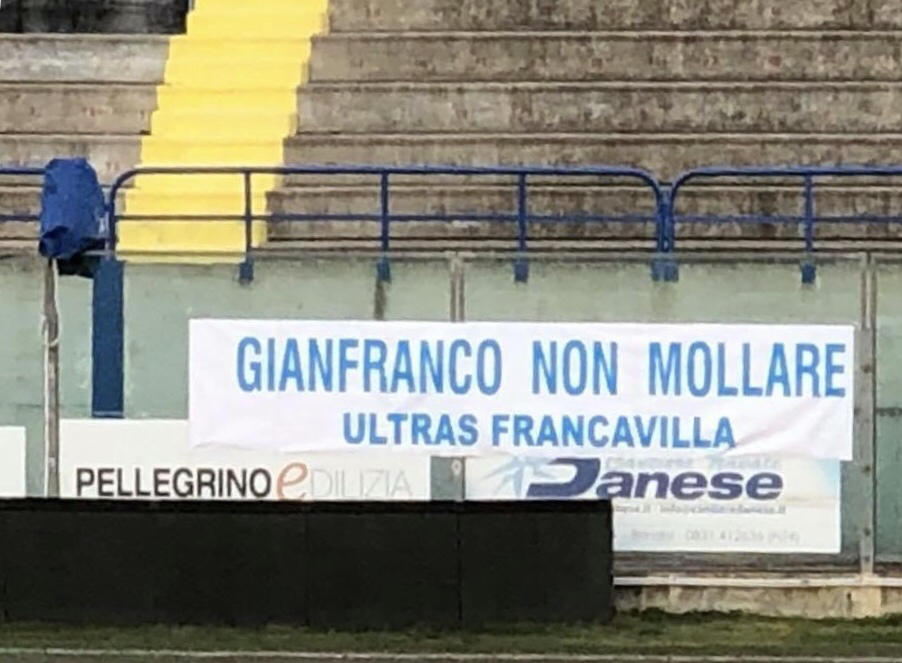 GIANFRANCO NON MOLLARE
ULTRAS FRANCAVILLA
PELLEGRINO eDILIZIA
Danese